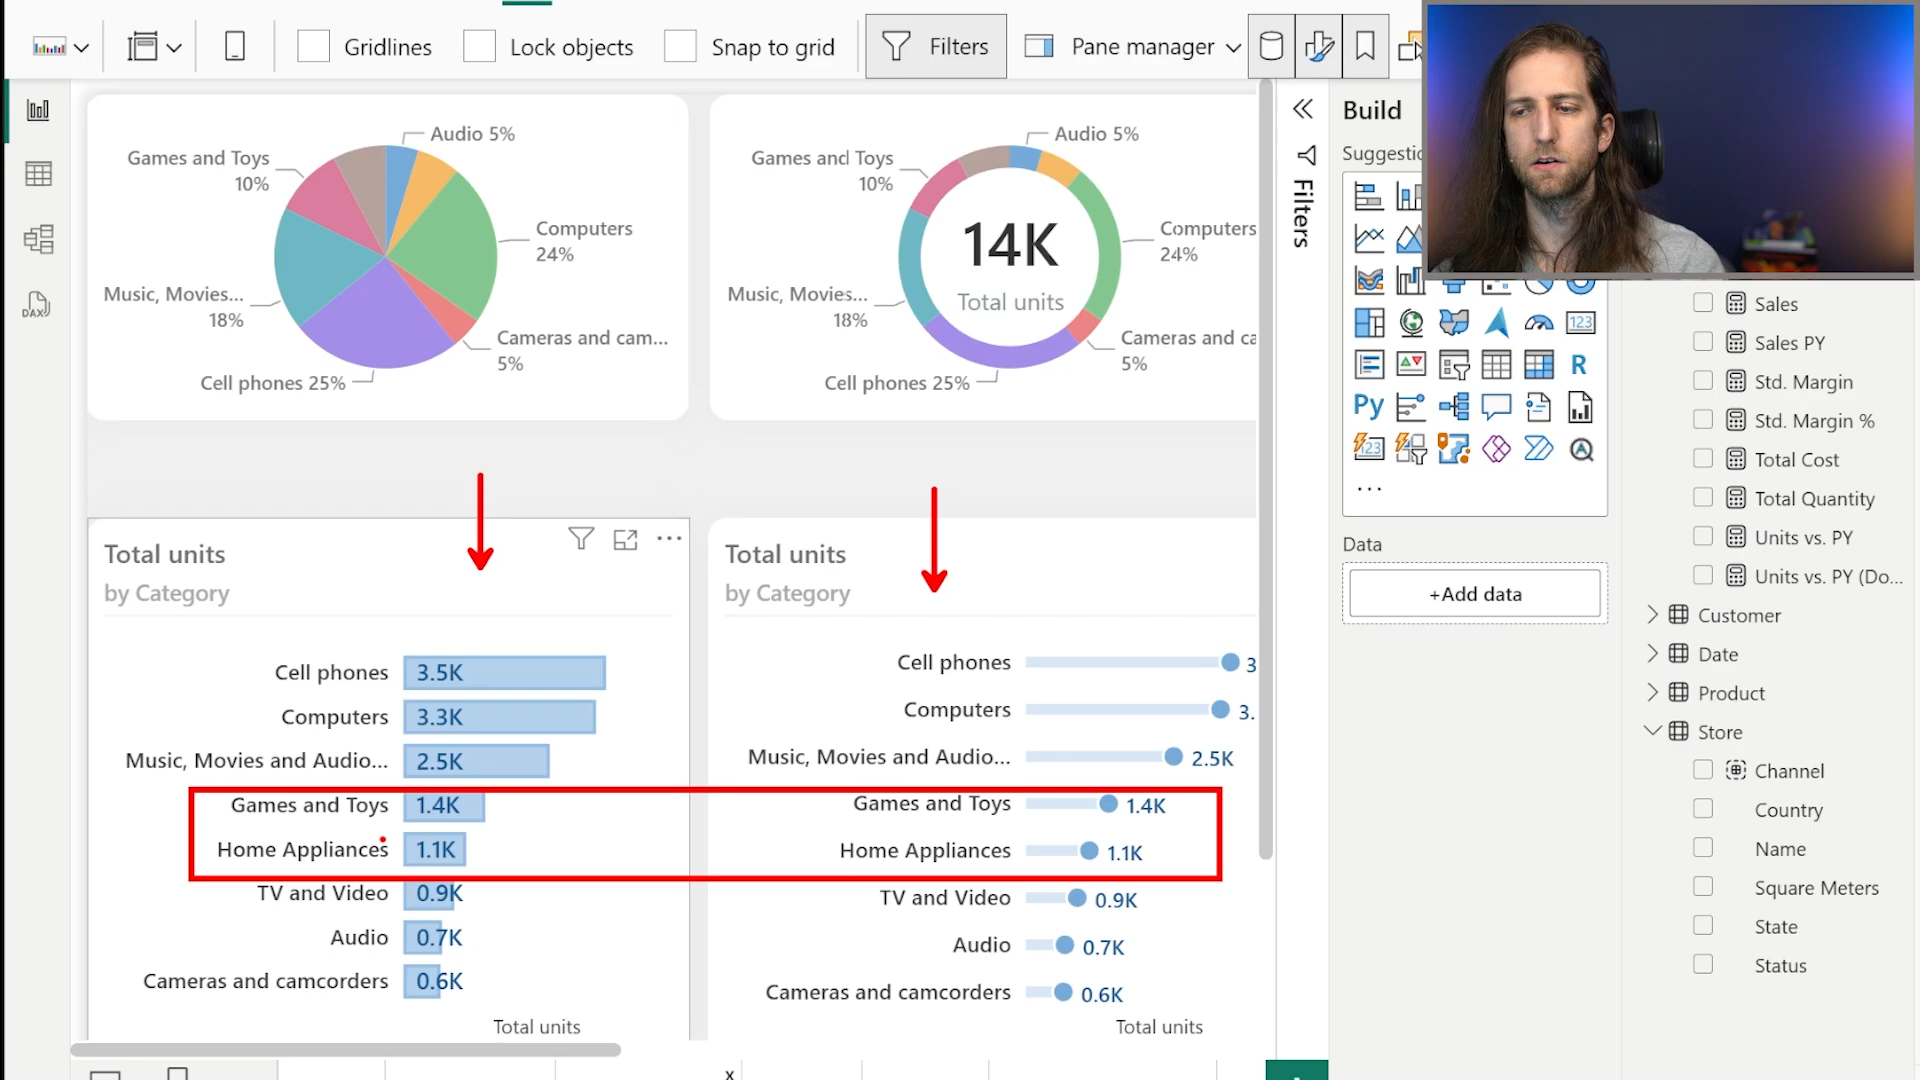 Gridlines
Lock objects
Snap to grid
Filters
Pane manager
Audio 5%
Games and Toys
10%
Computers
24%
Music, Movies...
18%
Cameras and cam...
5%
Cell phones 25%
Audio 5%
Games and Toys
10%
14K
Total units
Computers
24%
Music, Movies...
18%
Cameras and ca
5%
Cell phones 25%
Total units
by Category
Cell phones 3.5K
Computers 3.3K
Music, Movies and Audio... 2.5K
Games and Toys 1.4K
Home Appliances 1.1K
TV and Video 0.9K
Audio 0.7K
Cameras and camcorders 0.6K
Total units
Total units
by Category
Cell phones 3
Computers 3.
Music, Movies and Audio... 2.5K
Games and Toys 1.4K
Home Appliances 1.1K
TV and Video 0.9K
Audio 0.7K
Cameras and camcorders 0.6K
Total units
DAX
x
Filters
Build
Suggestio
123
R
Py
123
...
Data
+Add data
Sales
Sales PY
Std. Margin
Std. Margin %
Total Cost
Total Quantity
Units vs. PY
Units vs. PY (Do...
Customer
Date
Product
Store
Channel
Country
Name
Square Meters
State
Status